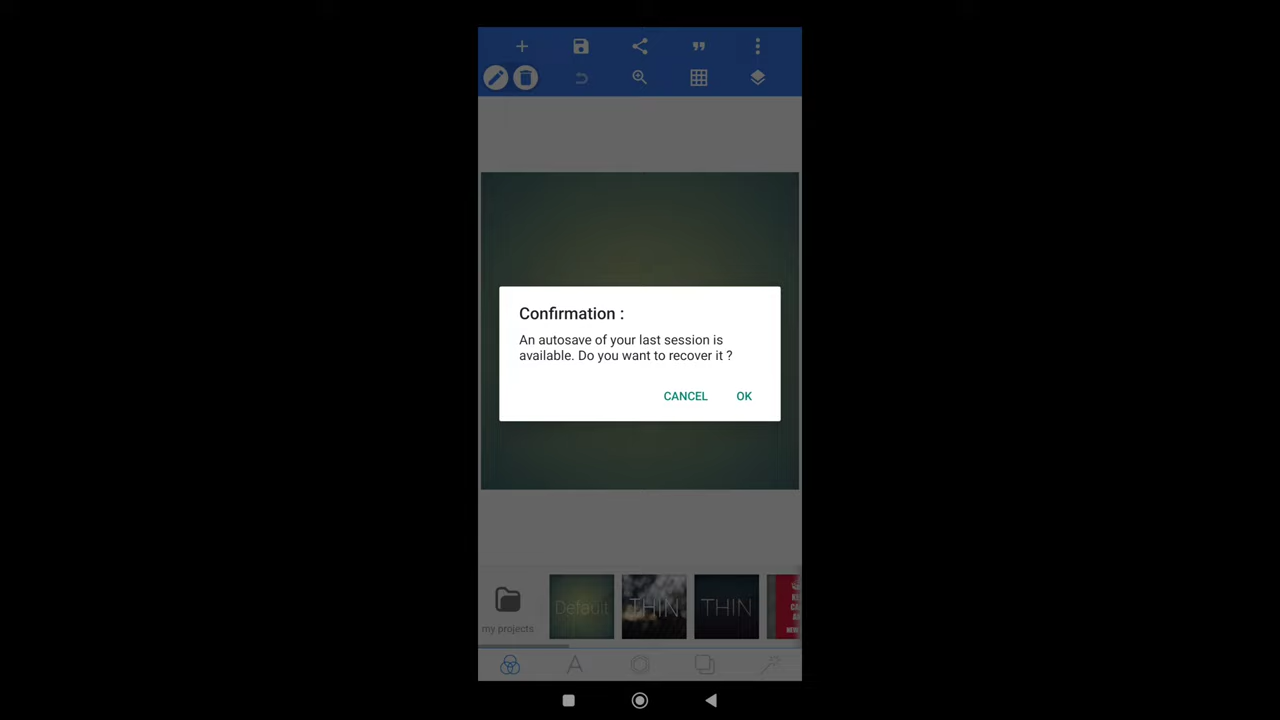 Confirmation :
An autosave of your last session is
available. Do you want to recover it ?
CANCEL OK
Default THIN THIN
my projects